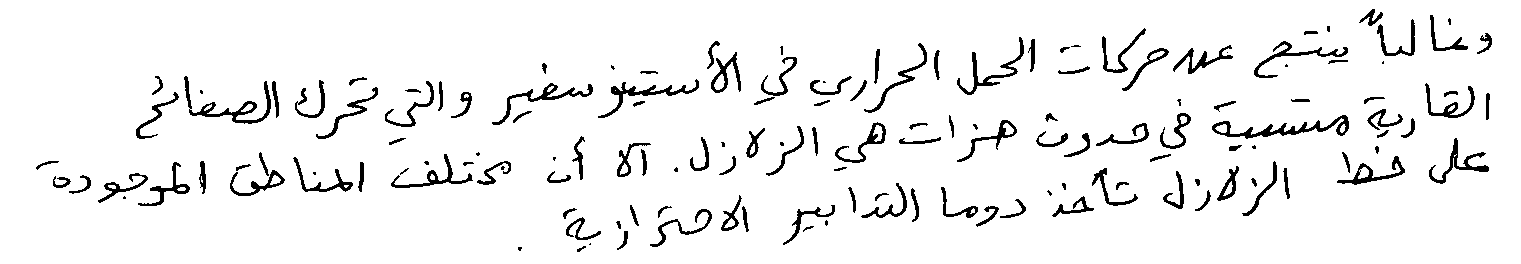 وغالباً ينتج عن حركات الحمل الحراري في الأستينوسفير والتي تحرك الصفائح
القارية متسببة في حدوث هزات هي الزلازل. آلا أن مختلف المناطق الموجودة
على خط الزلازل تأخذ دوما التدابير الاحترازية .